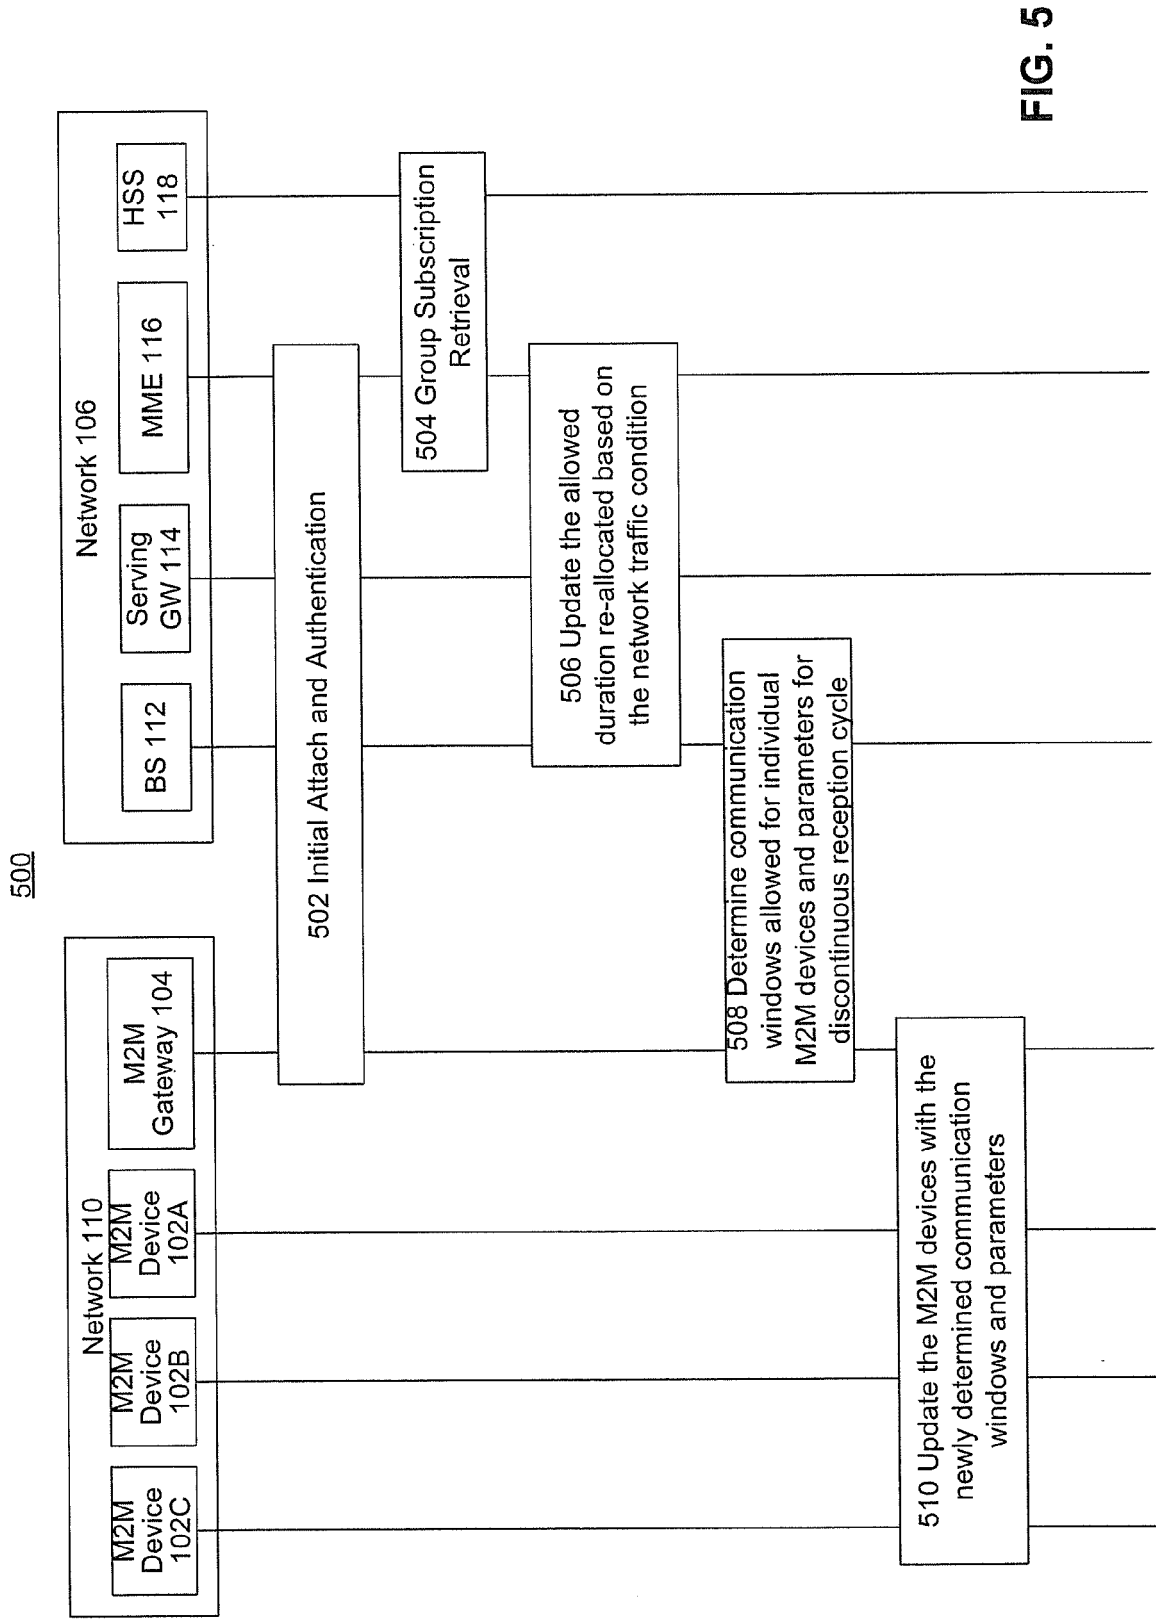 500
Network 110
M2M
Device
102C
M2M
Device
102B
M2M
Device
102A
M2M
Gateway 104
Network 106
BS 112
Serving
GW 114
MME 116
HSS
118
502 Initial Attach and Authentication
504 Group Subscription
Retrieval
506 Update the allowed
duration re-allocated based on
the network traffic condition
508 Determine communication
windows allowed for individual
M2M devices and parameters for
discontinuous reception cycle
510 Update the M2M devices with the
newly determined communication
windows and parameters
FIG. 5